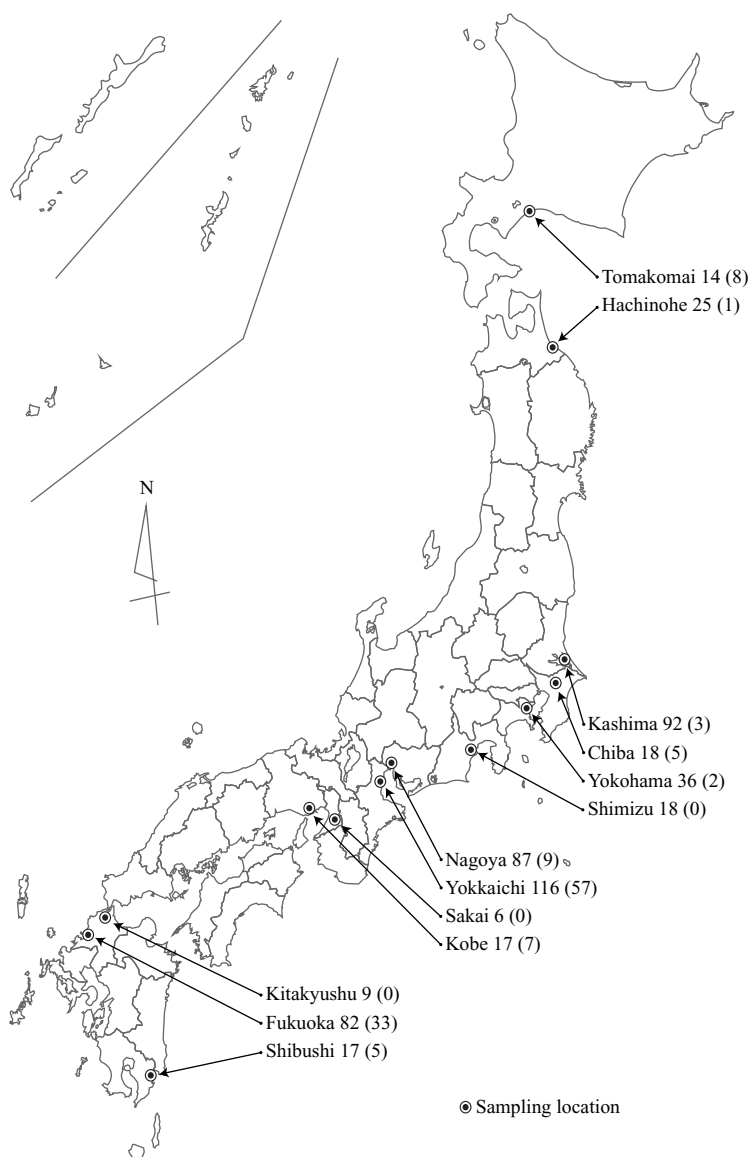 Tomakomai 14 (8)
Hachinohe 25 (1)
N
Kashima 92 (3)
Chiba 18 (5)
Yokohama 36 (2)
Shimizu 18 (0)
Nagoya 87 (9)
Yokkaichi 116 (57)
Sakai 6 (0)
Kobe 17 (7)
Kitakyushu 9 (0)
Fukuoka 82 (33)
Shibushi 17 (5)
Sampling location